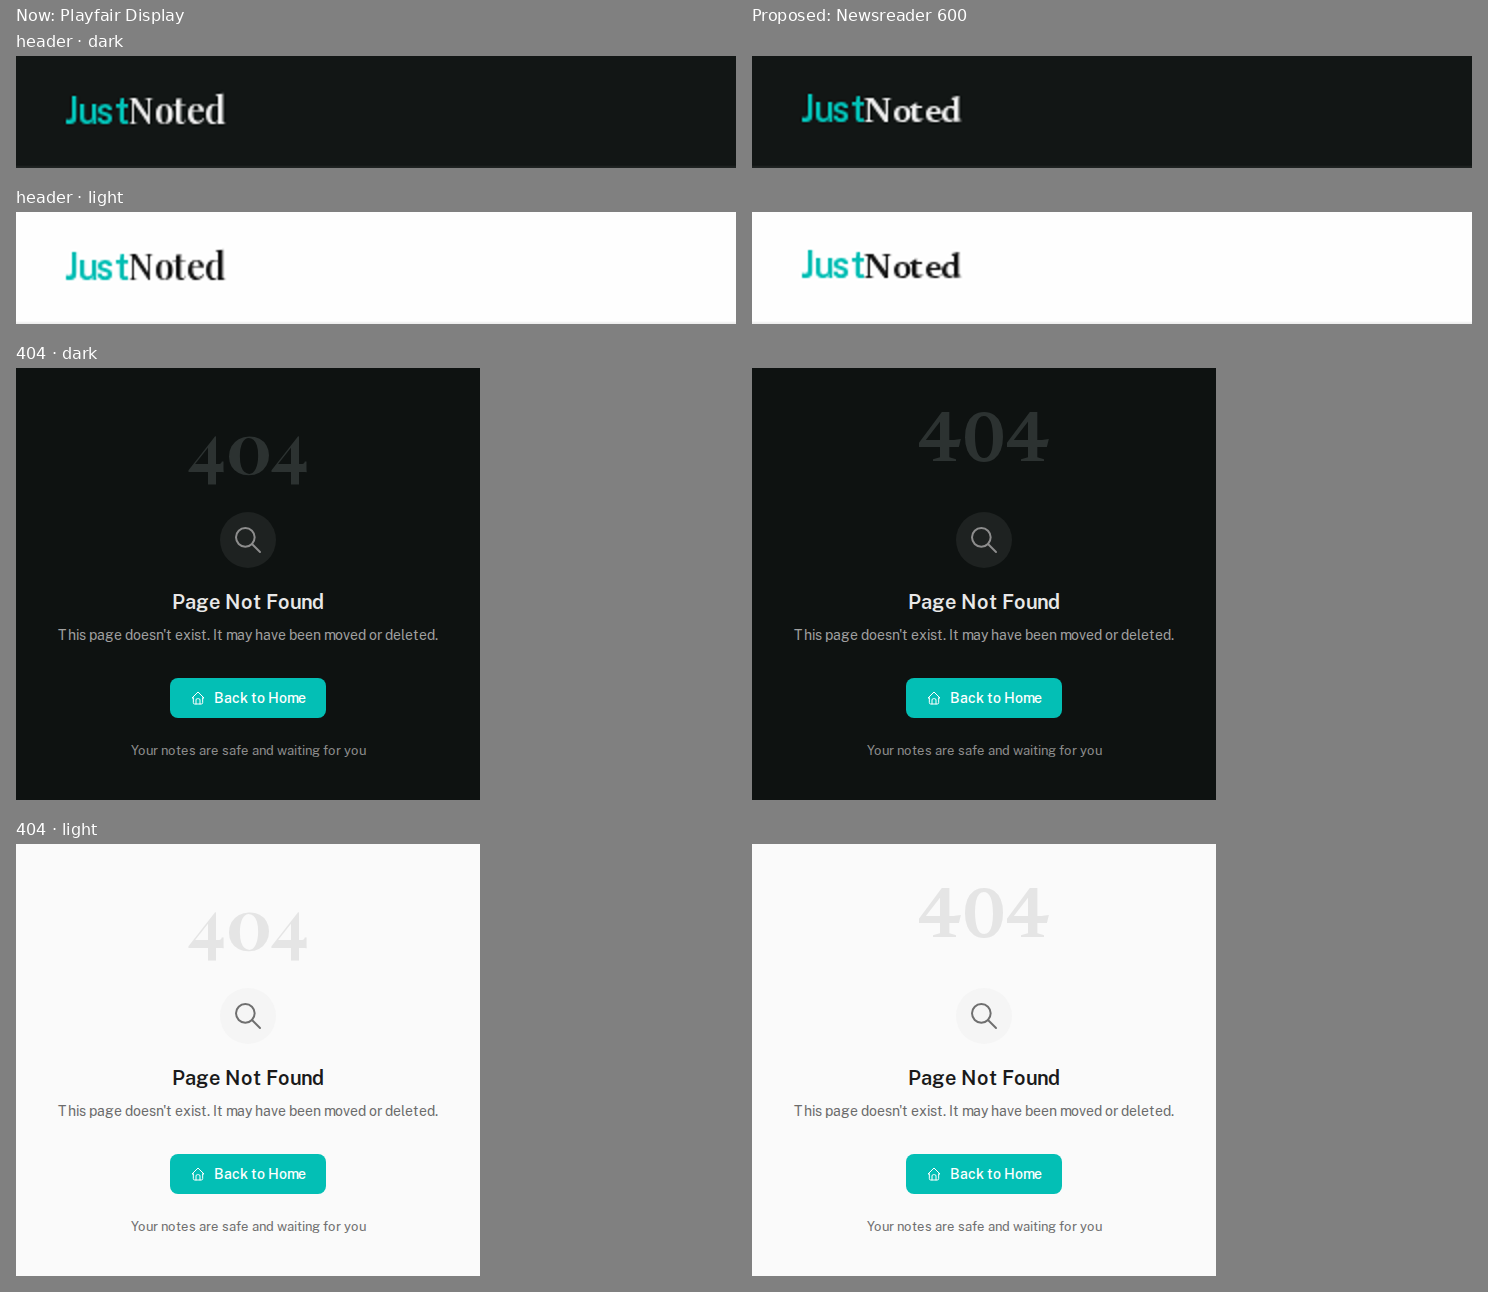 Now: Playfair Display
Proposed: Newsreader 600
header · dark
JustNoted
JustNoted
header · light
JustNoted
JustNoted
404 · dark
404
404
Page Not Found
Page Not Found
This page doesn't exist. It may have been moved or deleted.
This page doesn't exist. It may have been moved or deleted.
Back to Home
Back to Home
Your notes are safe and waiting for you
Your notes are safe and waiting for you
404 · light
404
404
Page Not Found
Page Not Found
This page doesn't exist. It may have been moved or deleted.
This page doesn't exist. It may have been moved or deleted.
Back to Home
Back to Home
Your notes are safe and waiting for you
Your notes are safe and waiting for you